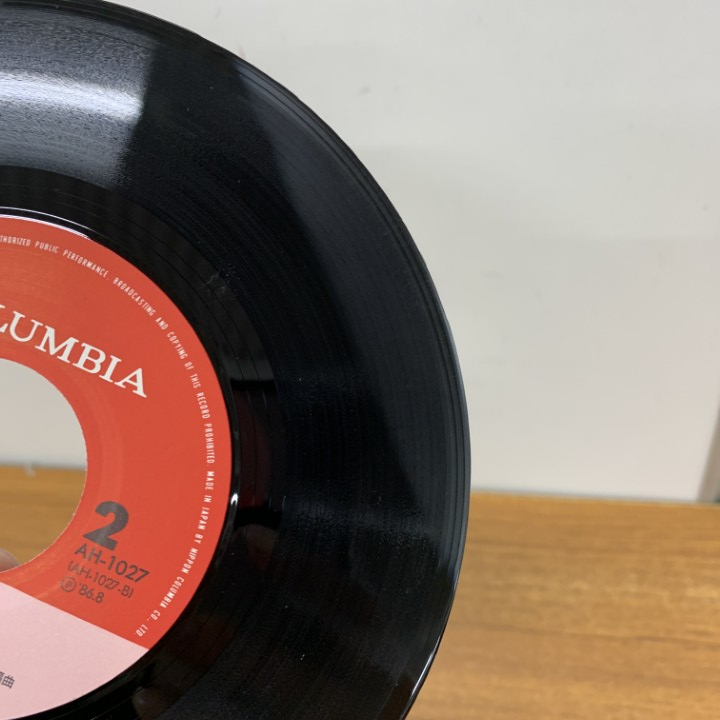 PUBLIC PERFORMANCE. BROADCASTING AND COPYING OF THIS RECORD PROHIBITED. MADE IN JAPAN BY NIPPON COLUMBIA CO., LTD
LUMBIA
2
AH-1027
(AH-1027-B)
Ⓟ'86.8
曲